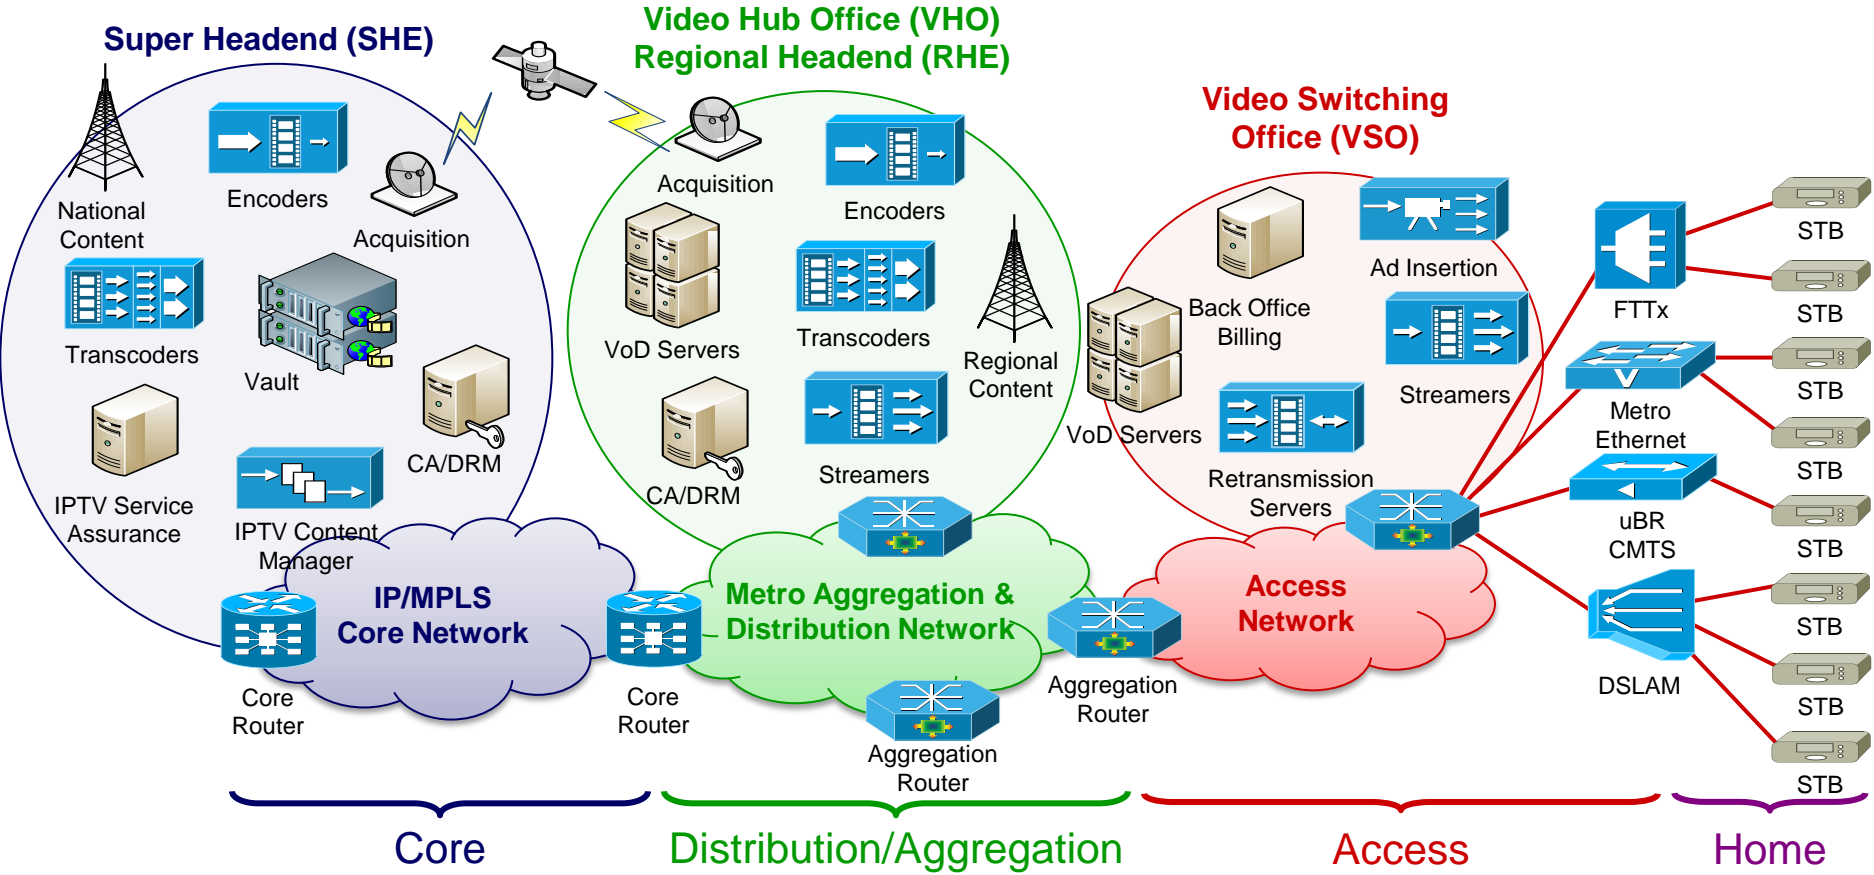 Super Headend (SHE)
National
Content
Encoders
Acquisition
Transcoders
Vault
IPTV Service
Assurance
CA/DRM
IPTV Content
Manager
IP/MPLS
Core Network
Core
Router
Video Hub Office (VHO)
Regional Headend (RHE)
Acquisition
Encoders
VoD Servers
Transcoders
Regional
Content
CA/DRM
Streamers
Metro Aggregation &
Distribution Network
Core
Router
Aggregation
Router
Aggregation
Router
Video Switching
Office (VSO)
Back Office
Billing
Ad Insertion
VoD Servers
Streamers
Retransmission
Servers
Access
Network
FTTx
Metro
Ethernet
V
uBR
CMTS
DSLAM
STB
STB
STB
STB
STB
STB
STB
STB
Core
Distribution/Aggregation
Access
Home